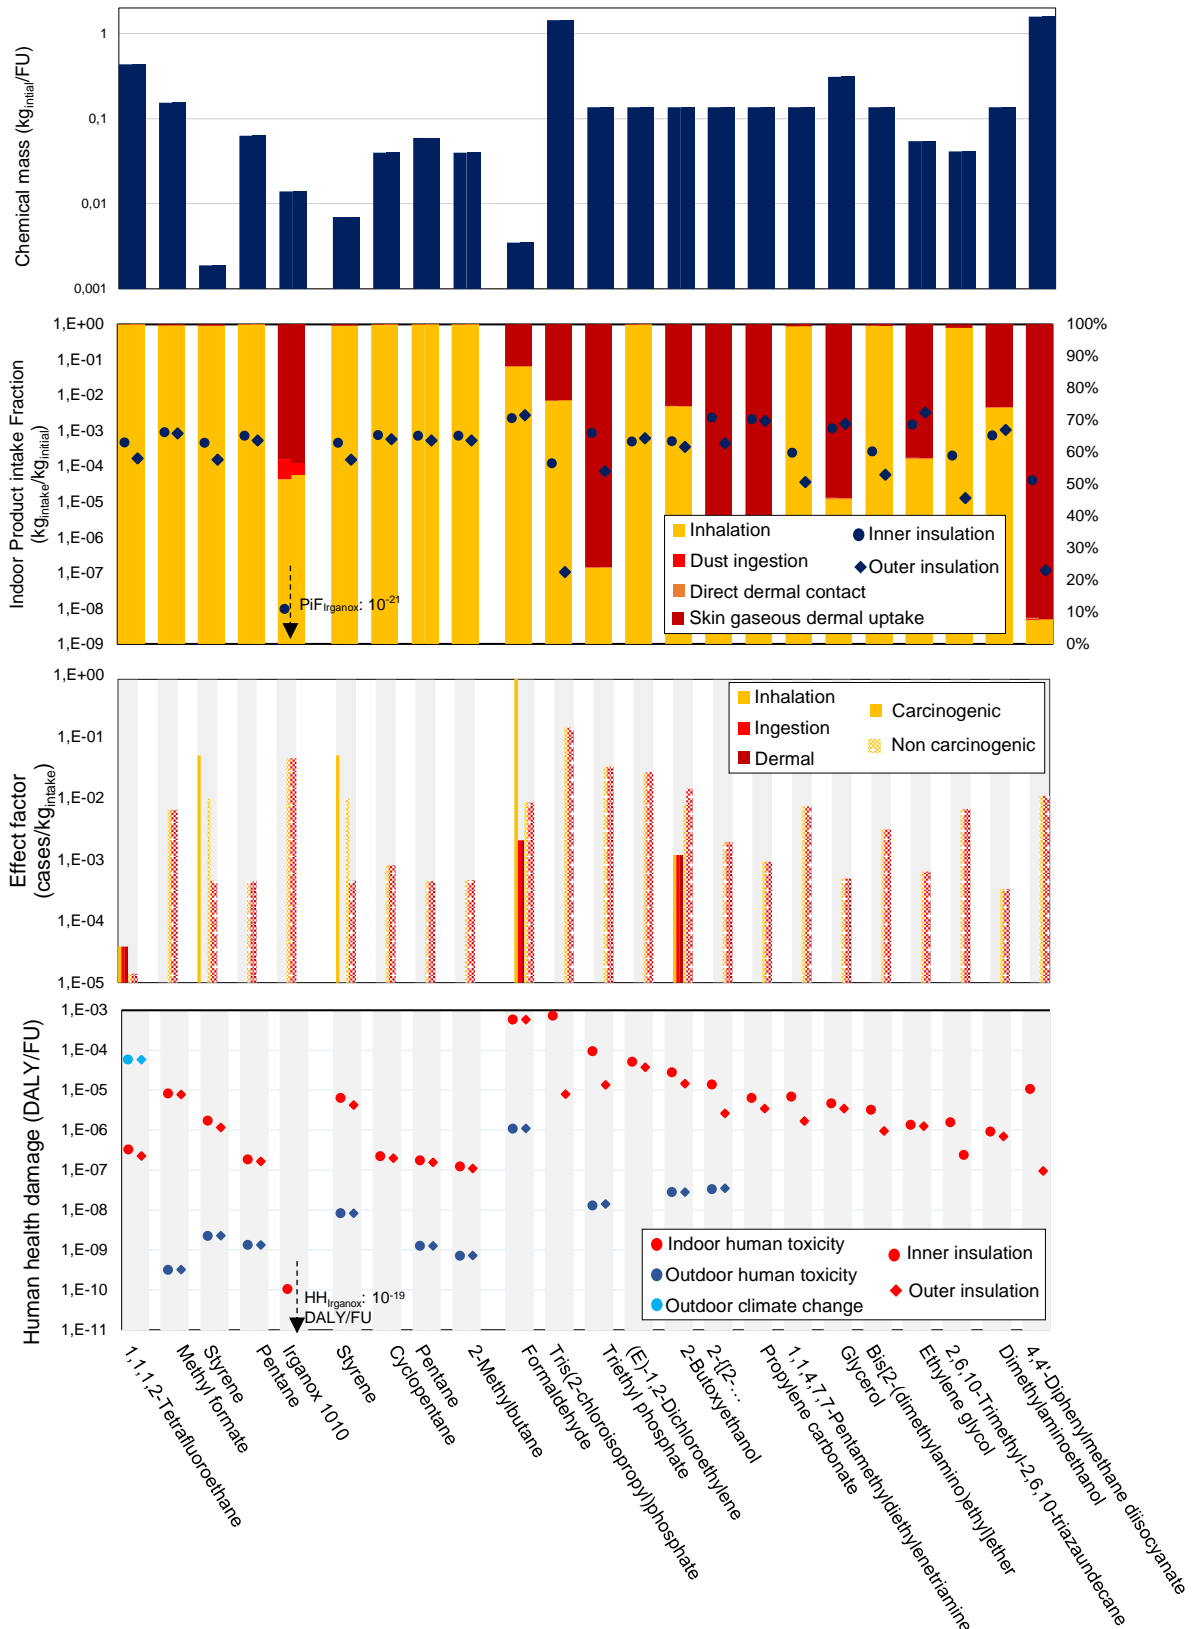 Chemical mass (kg_intial/FU)
1
0,1
0,01
0,001
Indoor Product intake Fraction
(kg_intake/kg_initial)
1,E+00
1,E-01
1,E-02
1,E-03
1,E-04
1,E-05
1,E-06
1,E-07
1,E-08
1,E-09
100%
90%
80%
70%
60%
50%
40%
30%
20%
10%
0%
Inhalation
Dust ingestion
Direct dermal contact
Skin gaseous dermal uptake
Inner insulation
Outer insulation
PiF_Irganox: 10^-21
Effect factor
(cases/kg_intake)
1,E+00
1,E-01
1,E-02
1,E-03
1,E-04
1,E-05
Inhalation
Ingestion
Dermal
Carcinogenic
Non carcinogenic
Human health damage (DALY/FU)
1,E-03
1,E-04
1,E-05
1,E-06
1,E-07
1,E-08
1,E-09
1,E-10
1,E-11
Indoor human toxicity
Outdoor human toxicity
Outdoor climate change
Inner insulation
Outer insulation
HH_Irganox: 10^-19
DALY/FU
1,1,1,2-Tetrafluoroethane
Methyl formate
Styrene
Pentane
Irganox 1010
Styrene
Cyclopentane
Pentane
2-Methylbutane
Formaldehyde
Tris(2-chloroisopropyl)phosphate
Triethyl phosphate
(E)-1,2-Dichloroethylene
2-Butoxyethanol
2-{[2-...
Propylene carbonate
1,1,4,7,7-Pentamethyldiethylenetriamine
Glycerol
Bis[2-(dimethylamino)ethyl]ether
Ethylene glycol
2,6,10-Trimethyl-2,6,10-triazaundecane
Dimethylaminoethanol
4,4'-Diphenylmethane diisocyanate